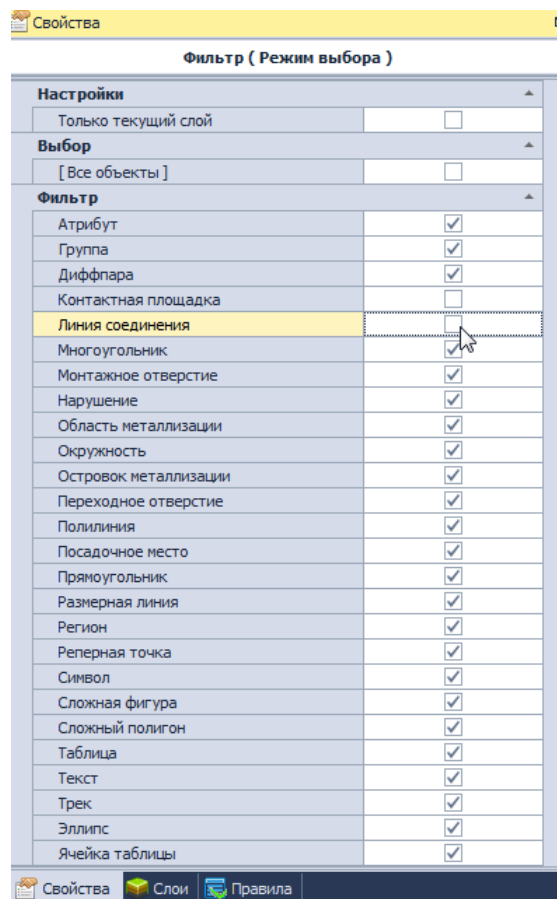 Свойства
Фильтр ( Режим выбора )
Настройки
Только текущий слой
Выбор
[ Все объекты ]
Фильтр
Атрибут
Группа
Диффпара
Контактная площадка
Линия соединения
Многоугольник
Монтажное отверстие
Нарушение
Область металлизации
Окружность
Островок металлизации
Переходное отверстие
Полилиния
Посадочное место
Прямоугольник
Размерная линия
Регион
Реперная точка
Символ
Сложная фигура
Сложный полигон
Таблица
Текст
Трек
Эллипс
Ячейка таблицы
Свойства Слои Правила